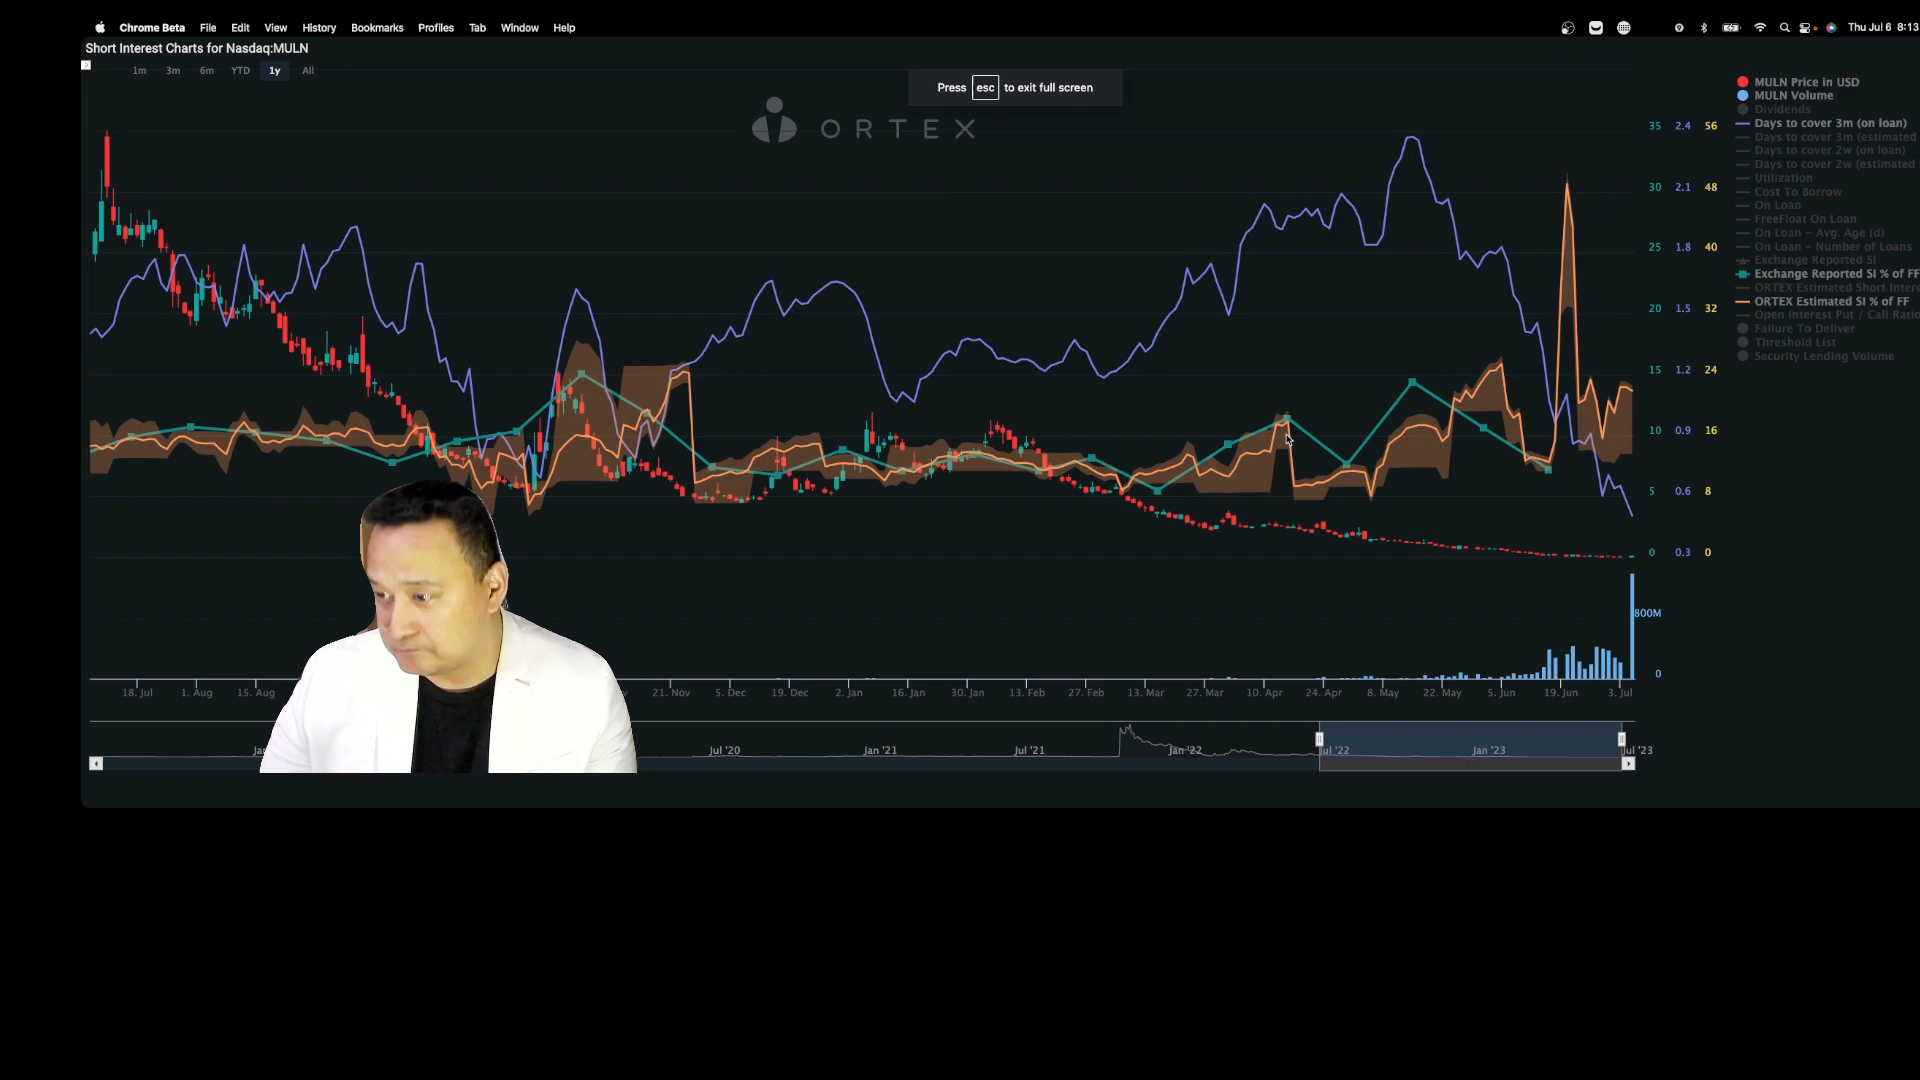 Chrome Beta File Edit View History Bookmarks Profiles Tab Window Help Thu Jul 6 8:13
Short Interest Charts for Nasdaq:MULN
1m 3m 6m YTD 1y All
Press esc to exit full screen
ORTEX
MULN Price in USD
MULN Volume
Dividends
Days to cover 3m (on loan)
Days to cover 3m (estimated
Days to cover 2w (on loan)
Days to cover 2w (estimated
Utilization
Cost To Borrow
On Loan
FreeFloat On Loan
On Loan - Avg. Age (d)
On Loan - Number of Loans
Exchange Reported SI
Exchange Reported SI % of FF
ORTEX Estimated Short Intere
ORTEX Estimated SI % of FF
Open Interest Put / Call Ratio
Failure To Deliver
Threshold List
Security Lending Volume
35 2.4 56
30 2.1 48
25 1.8 40
20 1.5 32
15 1.2 24
10 0.9 16
5 0.6 8
0 0.3 0
800M
0
18. Jul 1. Aug 15. Aug 21. Nov 5. Dec 19. Dec 2. Jan 16. Jan 30. Jan 13. Feb 27. Feb 13. Mar 27. Mar 10. Apr 24. Apr 8. May 22. May 5. Jun 19. Jun 3. Jul
Jul '20 Jan '21 Jul '21 Jan '22 Jul '22 Jan '23 Jul '23